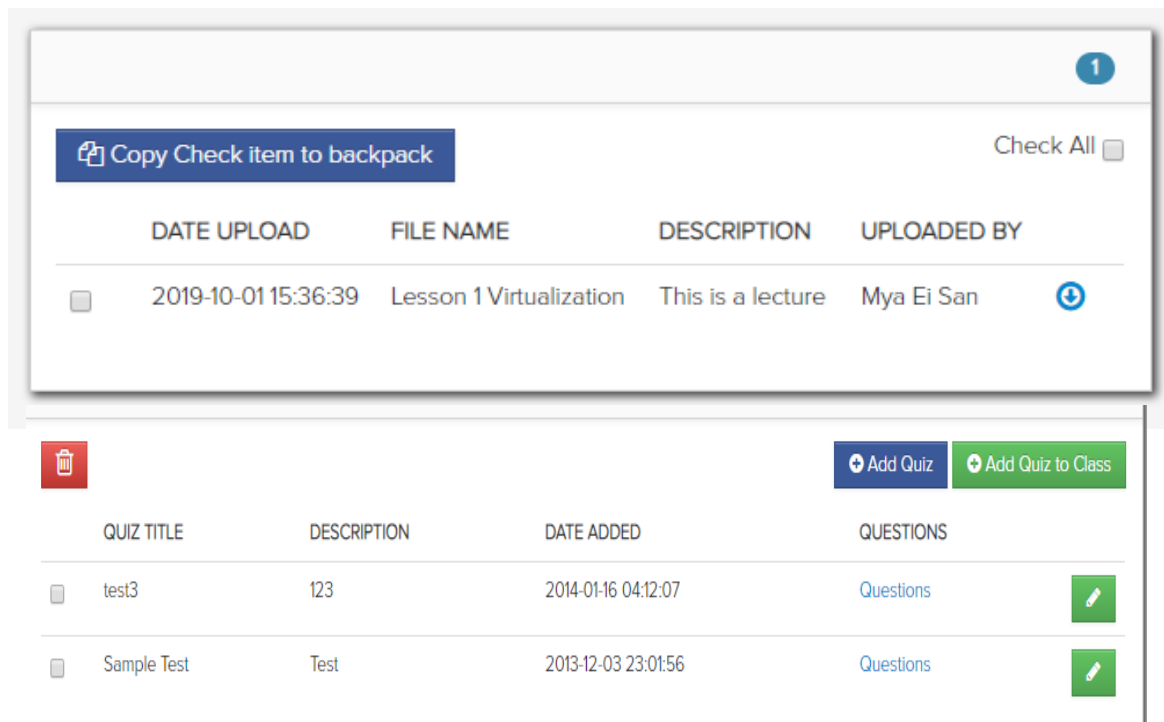 1
Copy Check item to backpack
Check All
DATE UPLOAD FILE NAME DESCRIPTION UPLOADED BY
2019-10-01 15:36:39 Lesson 1 Virtualization This is a lecture Mya Ei San
Add Quiz Add Quiz to Class
QUIZ TITLE DESCRIPTION DATE ADDED QUESTIONS
test3 123 2014-01-16 04:12:07 Questions
Sample Test Test 2013-12-03 23:01:56 Questions